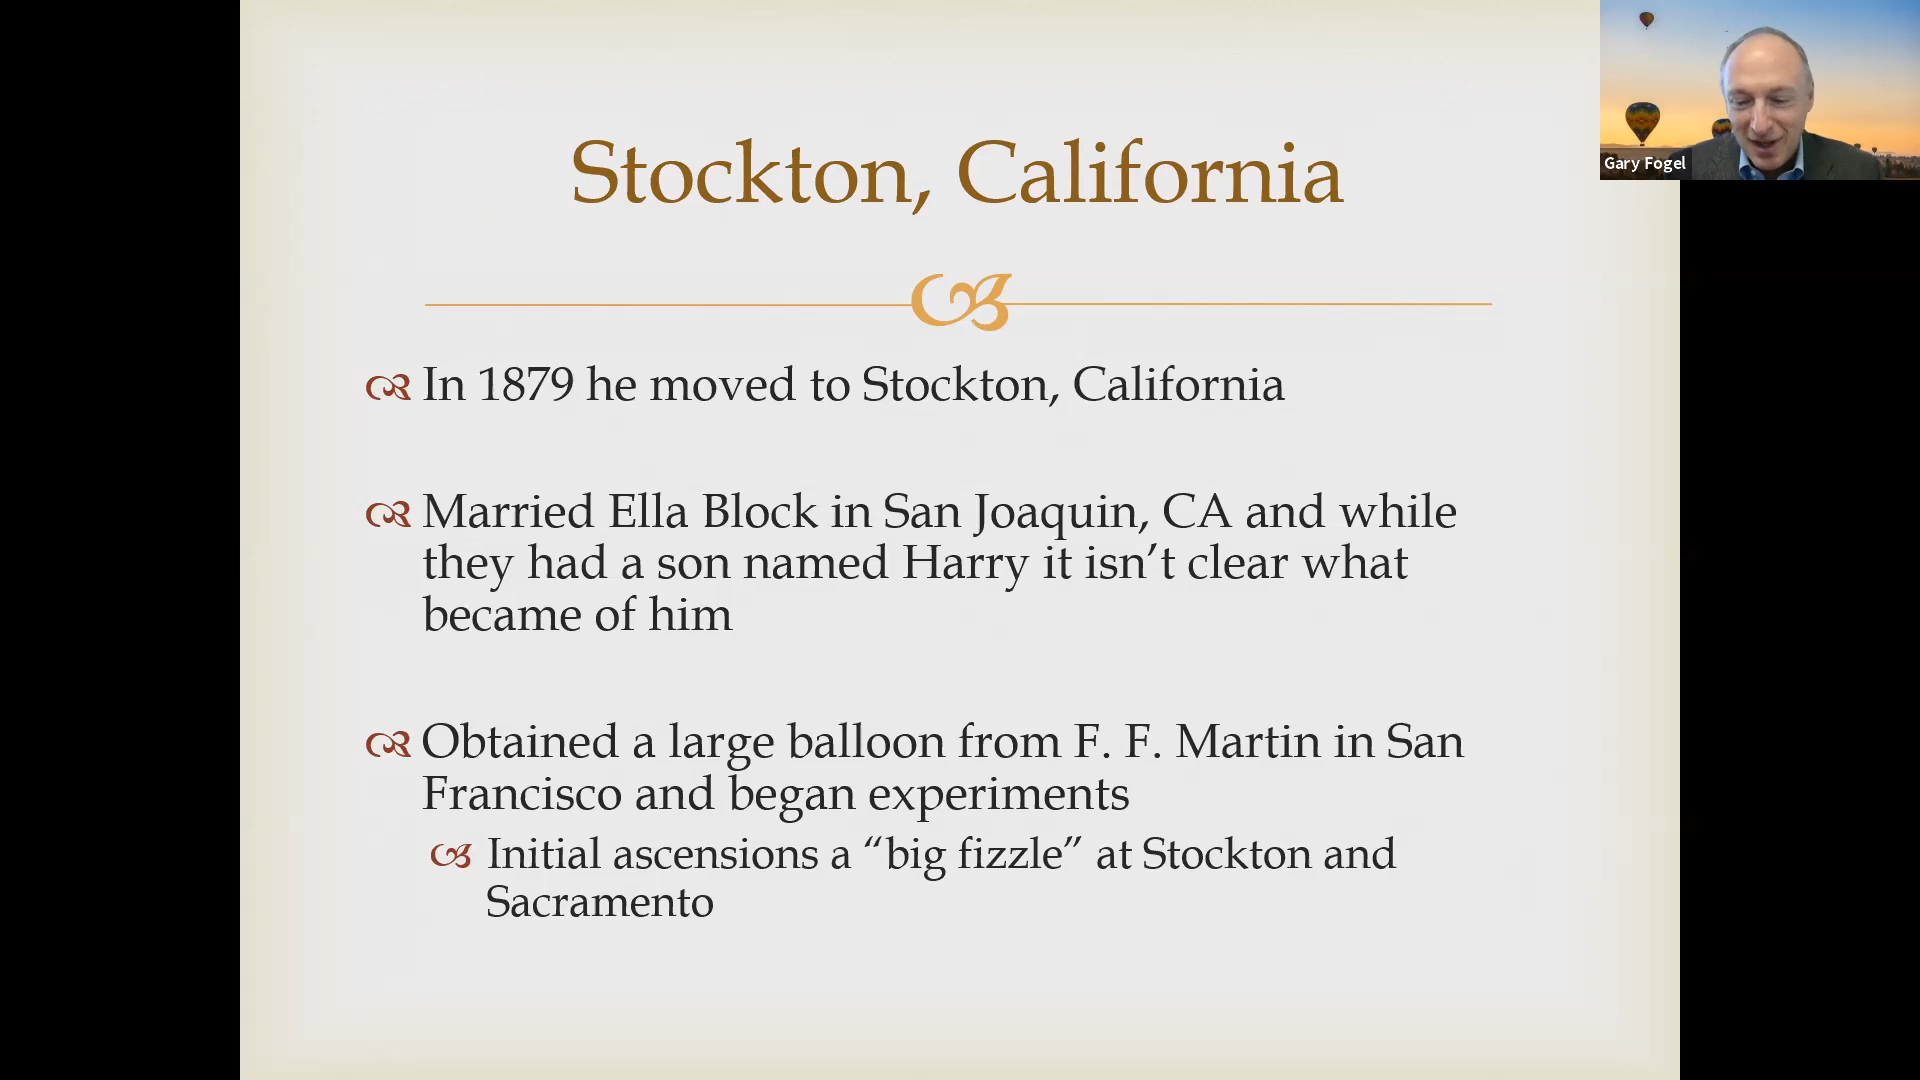 Stockton, California
In 1879 he moved to Stockton, California
Married Ella Block in San Joaquin, CA and while
they had a son named Harry it isn’t clear what
became of him
Obtained a large balloon from F. F. Martin in San
Francisco and began experiments
Initial ascensions a “big fizzle” at Stockton and
Sacramento
Gary Fogel